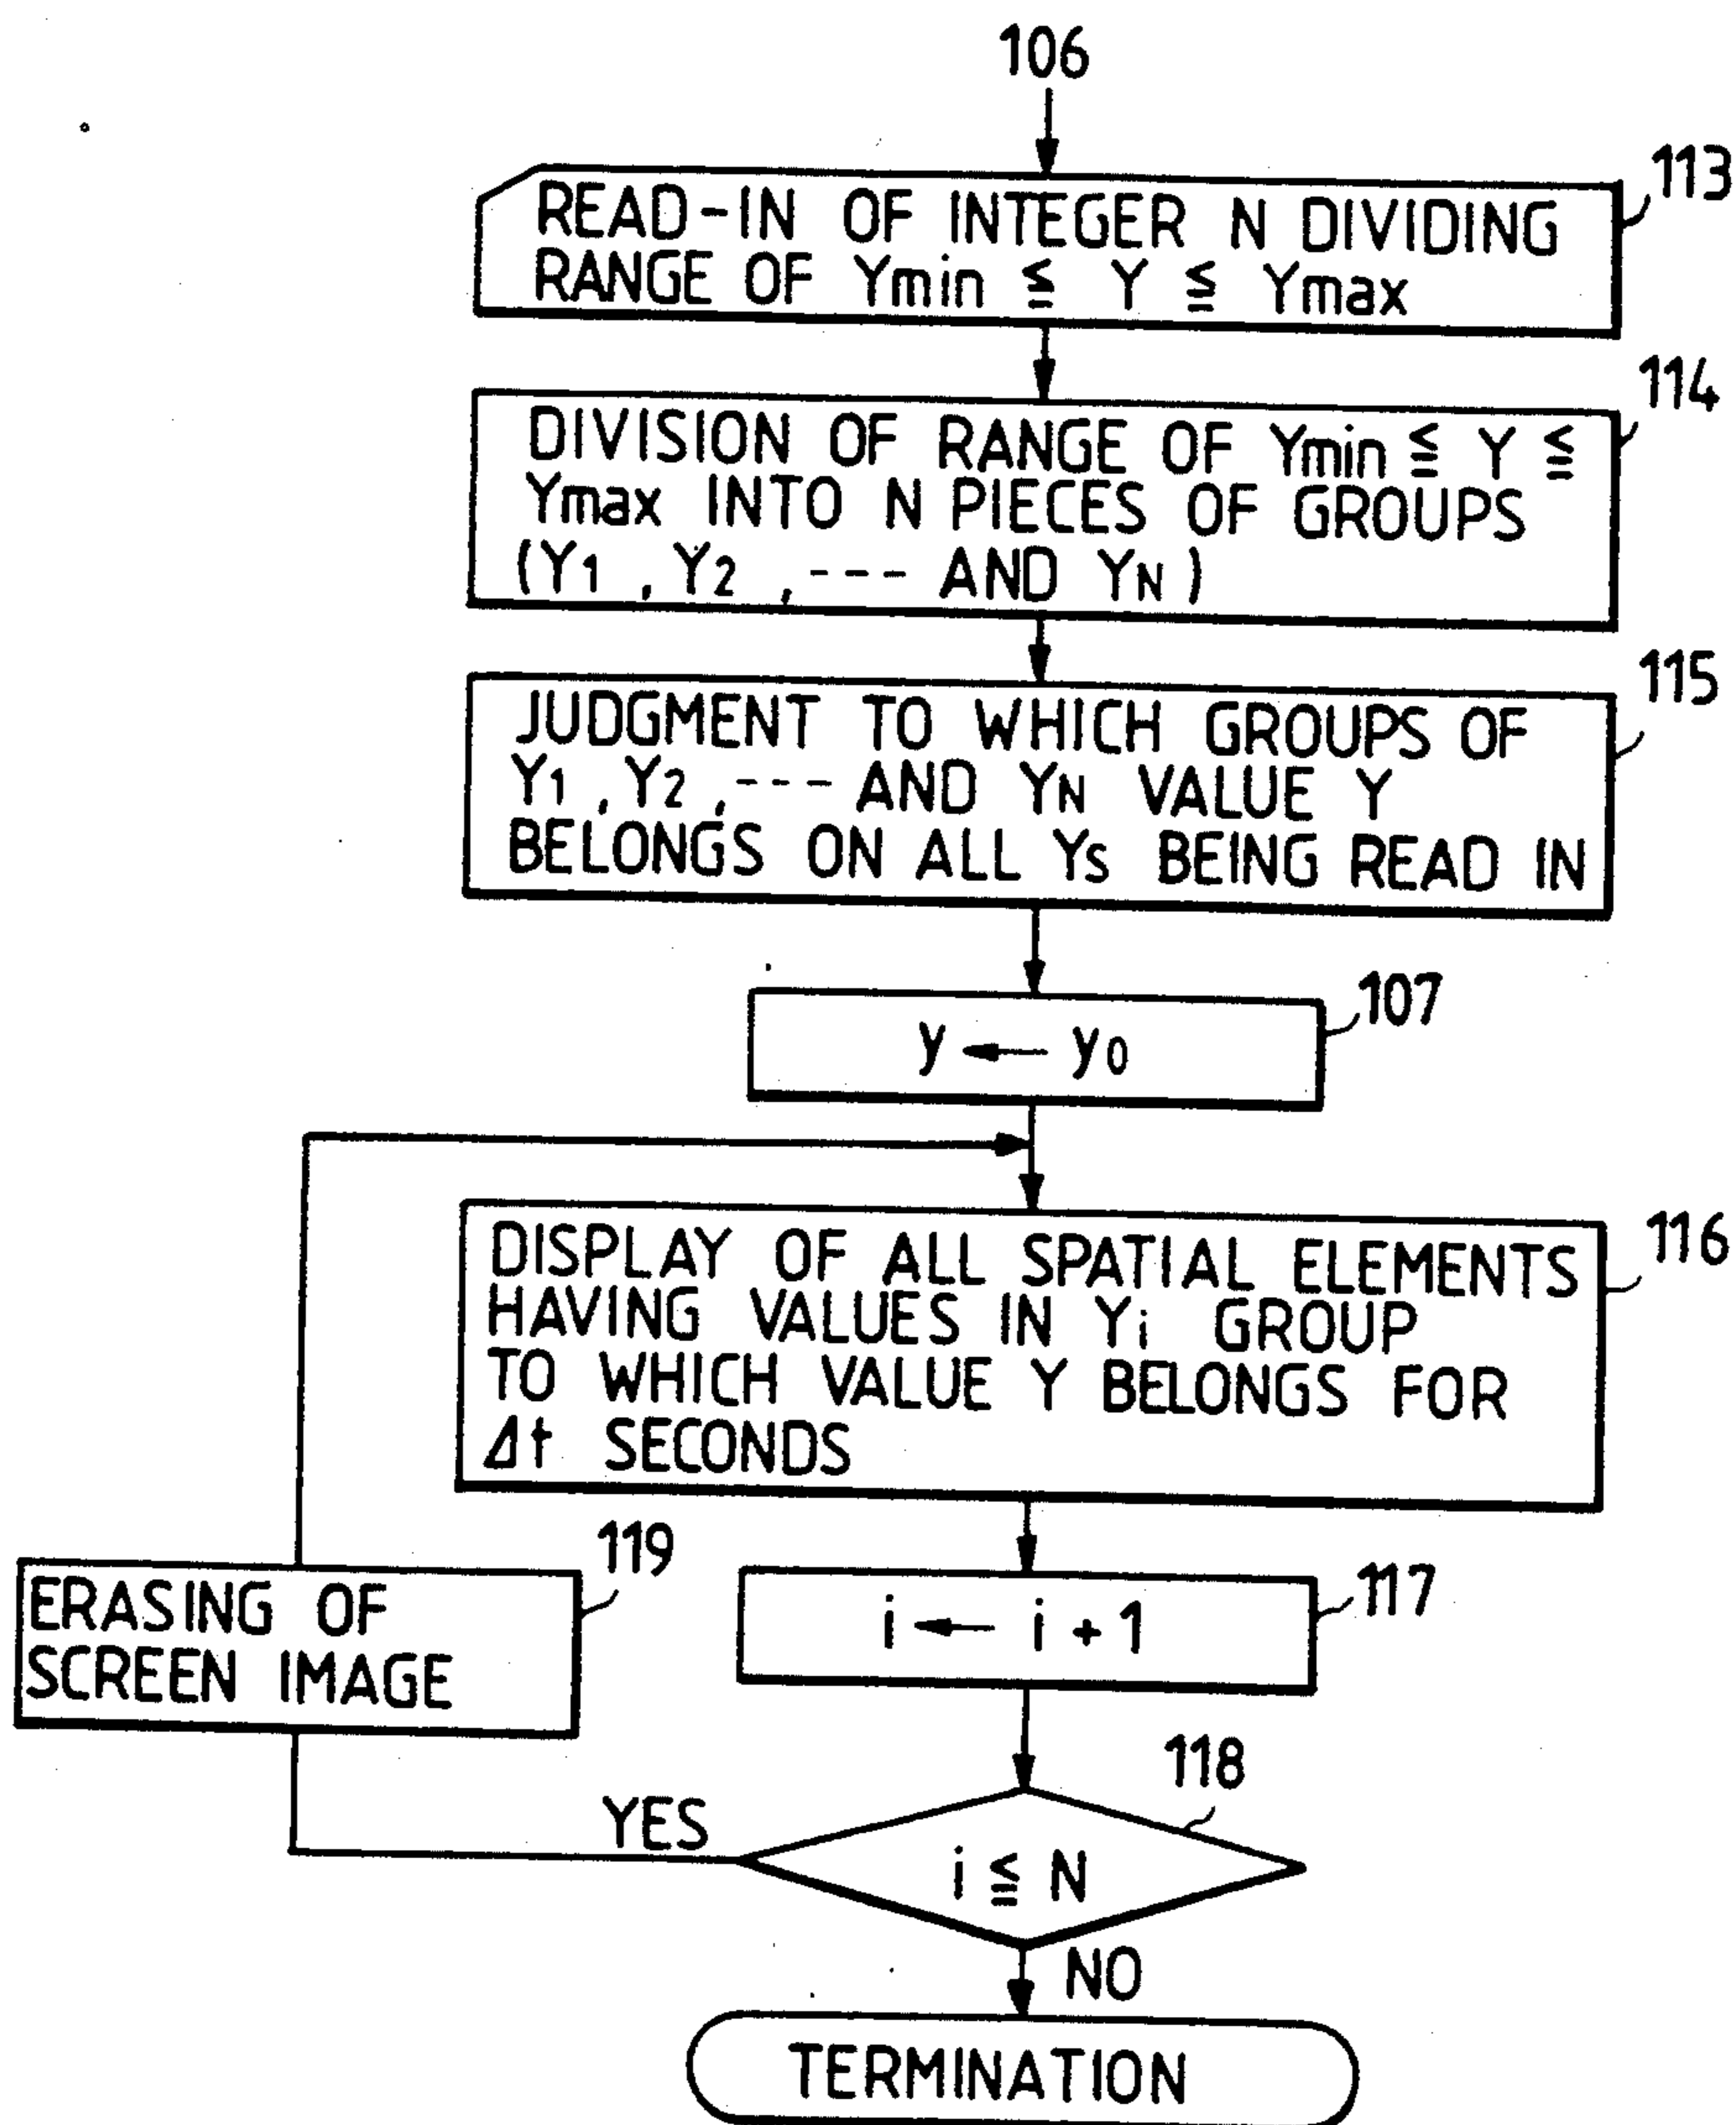 106
113
READ-IN OF INTEGER N DIVIDING
RANGE OF Ymin ≦ Y ≦ Ymax
114
DIVISION OF RANGE OF Ymin ≦ Y ≦
Ymax INTO N PIECES OF GROUPS
(Y1 , Y2 , --- AND YN )
115
JUDGMENT TO WHICH GROUPS OF
Y1 , Y2 , --- AND YN VALUE Y
BELONGS ON ALL YS BEING READ IN
107
y ← y0
116
DISPLAY OF ALL SPATIAL ELEMENTS
HAVING VALUES IN Yi GROUP
TO WHICH VALUE Y BELONGS FOR
Δt SECONDS
119
ERASING OF
SCREEN IMAGE
117
i ← i + 1
118
YES
i ≦ N
NO
TERMINATION